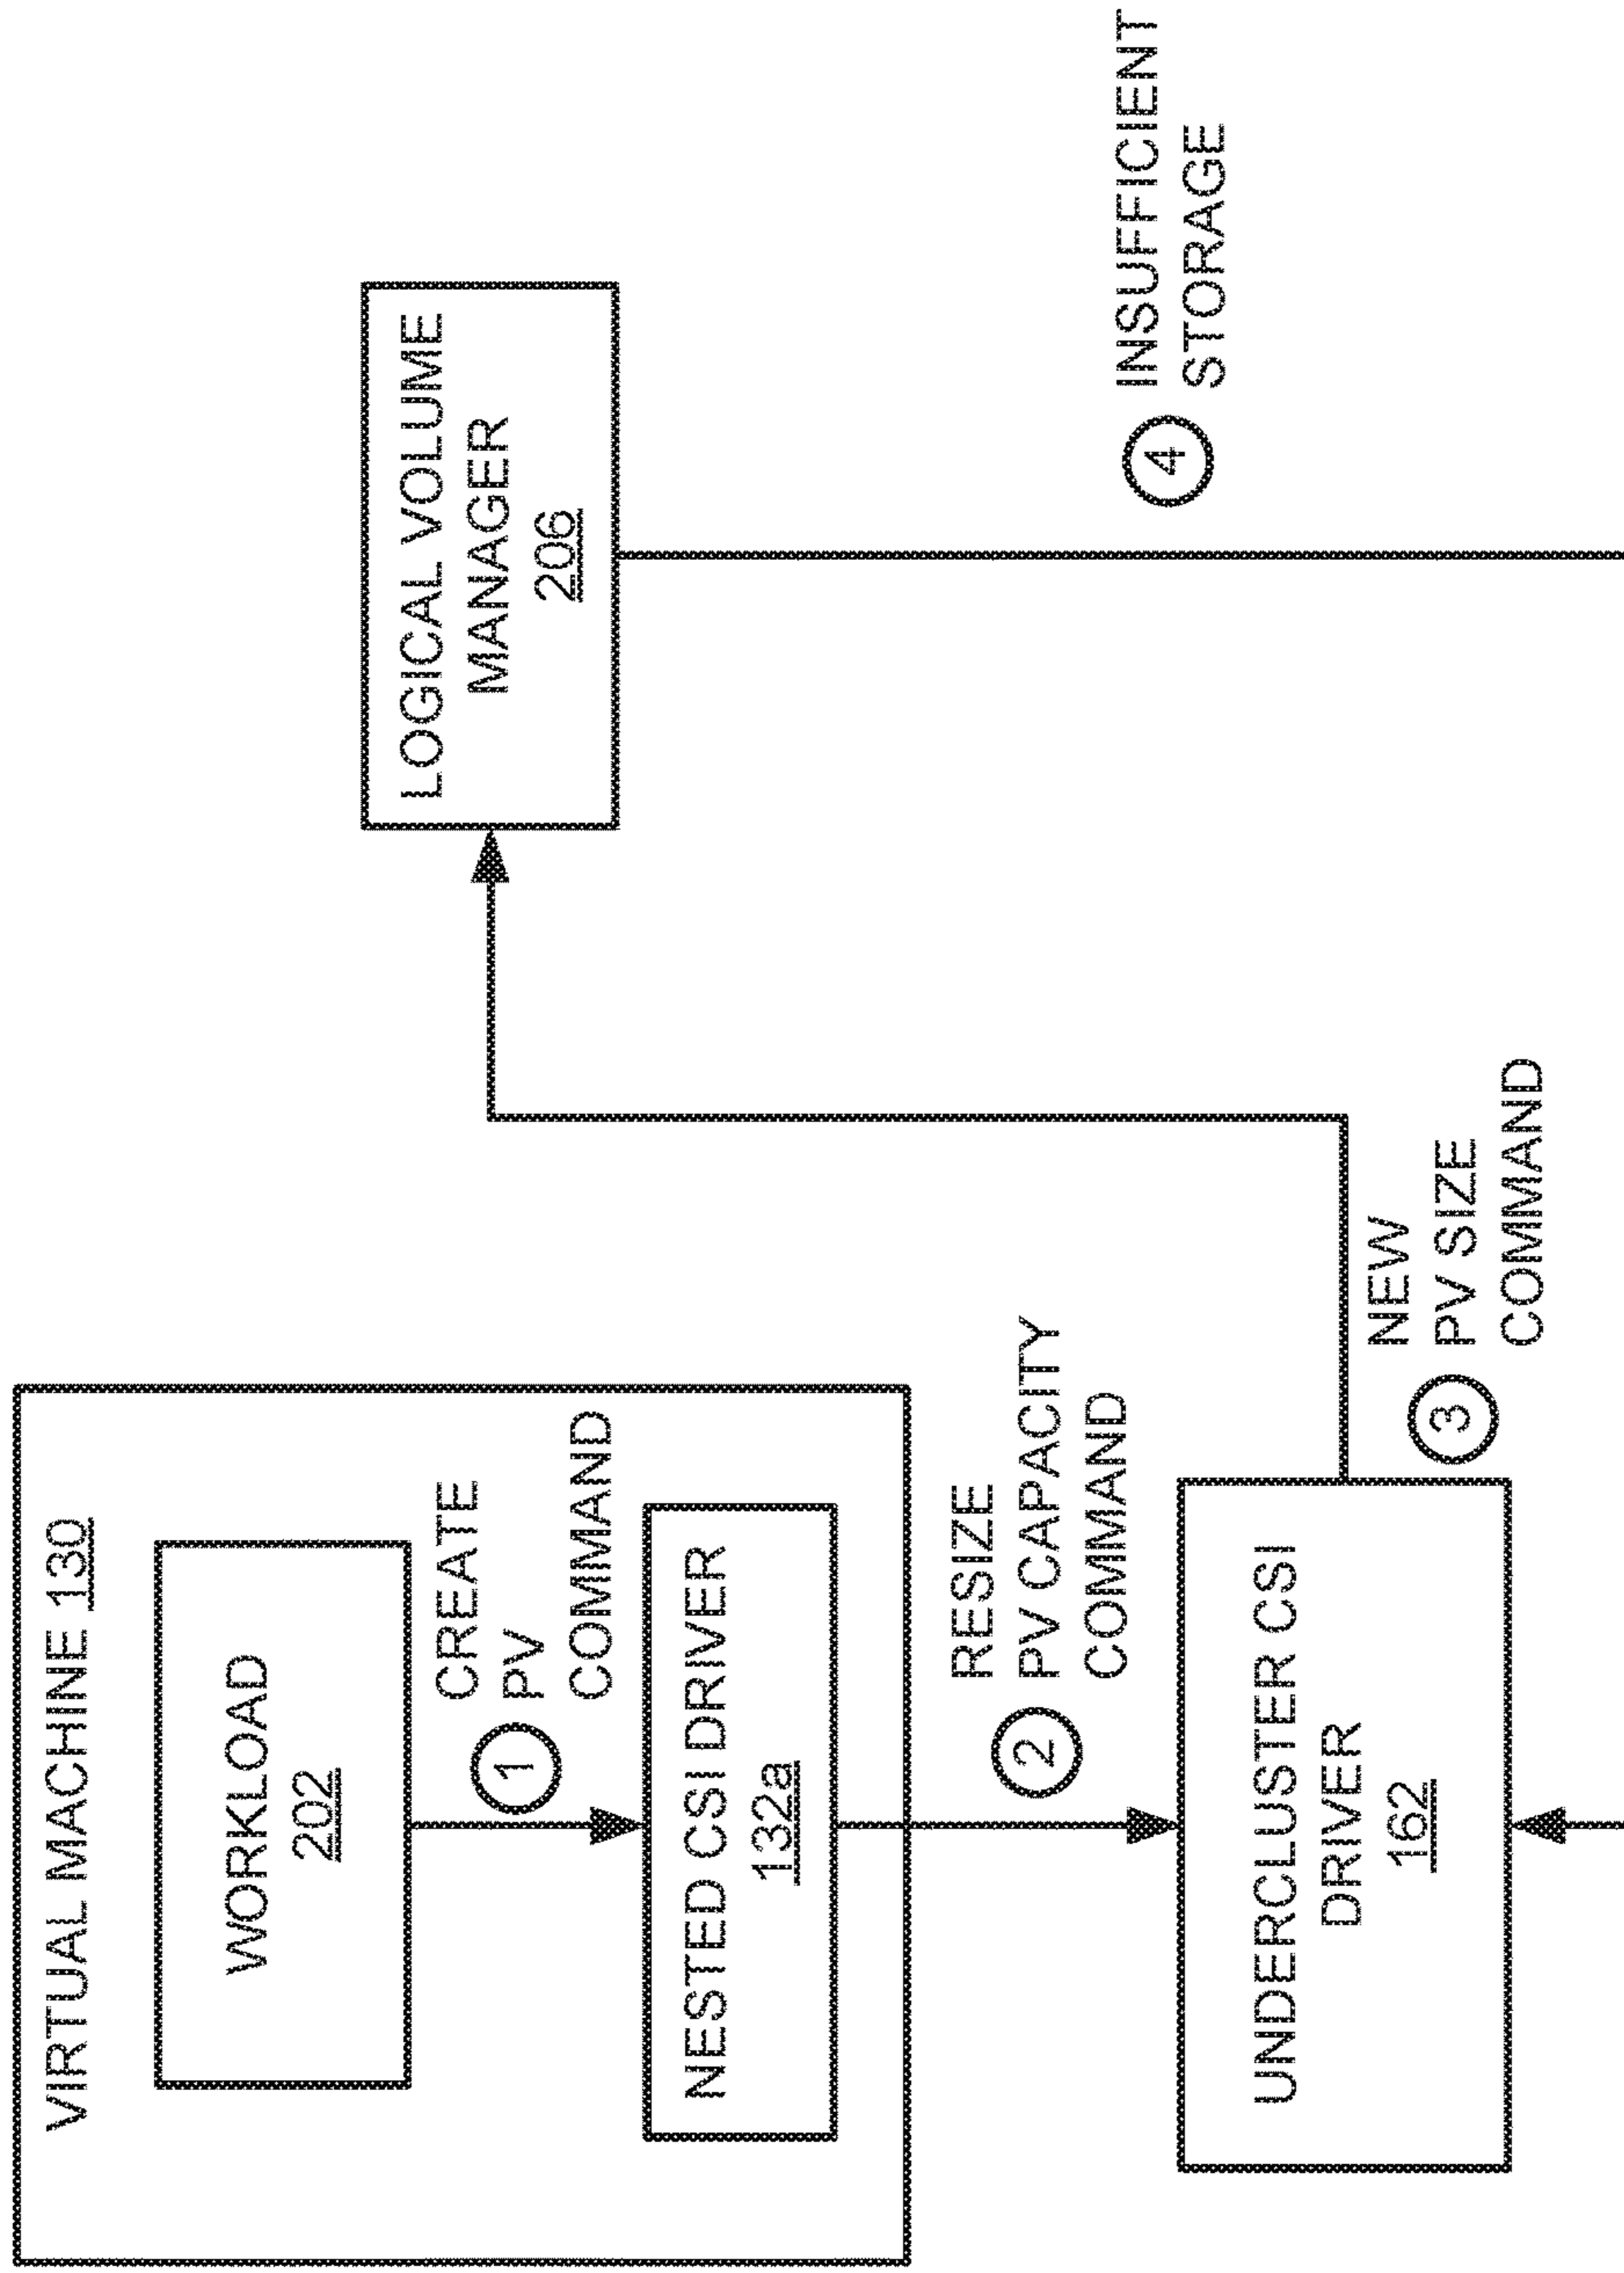 VIRTUAL MACHINE 130
WORKLOAD
202
1
CREATE
PV
COMMAND
NESTED CSI DRIVER
132a
2
RESIZE
PV CAPACITY
COMMAND
UNDERCLUSTER CSI
DRIVER
162
3
NEW
PV SIZE
COMMAND
LOGICAL VOLUME
MANAGER
206
4
INSUFFICIENT
STORAGE